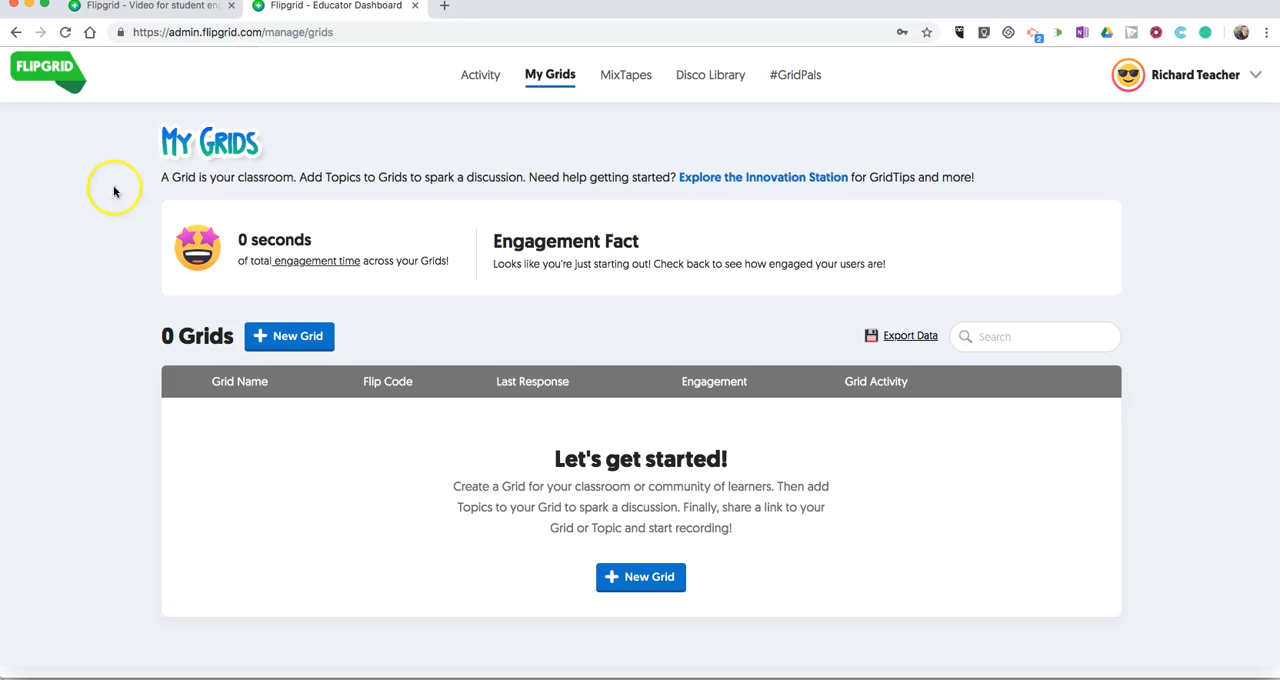 Flipgrid - Video for student en
Flipgrid - Educator Dashboard
https://admin.flipgrid.com/manage/grids
2
FLIPGRID
Activity
My Grids
MixTapes
Disco Library
#GridPals
Richard Teacher
My Grids
A Grid is your classroom. Add Topics to Grids to spark a discussion. Need help getting started? Explore the Innovation Station for GridTips and more!
0 seconds
of total engagement time across your Grids!
Engagement Fact
Looks like you're just starting out! Check back to see how engaged your users are!
0 Grids
New Grid
Export Data
Search
Grid Name
Flip Code
Last Response
Engagement
Grid Activity
Let's get started!
Create a Grid for your classroom or community of learners. Then add
Topics to your Grid to spark a discussion. Finally, share a link to your
Grid or Topic and start recording!
New Grid